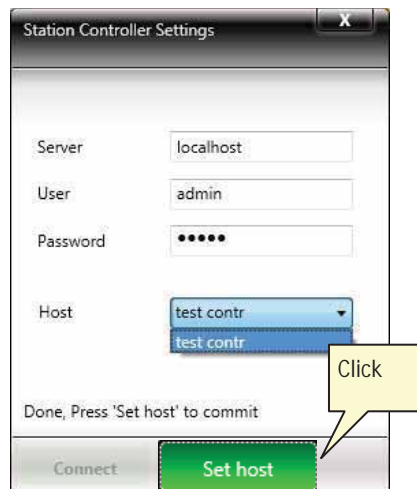 Station Controller Settings
X
Server
localhost
User
admin
Password
•••••
Host
test contr
test contr
Click
Done, Press 'Set host' to commit
Connect
Set host